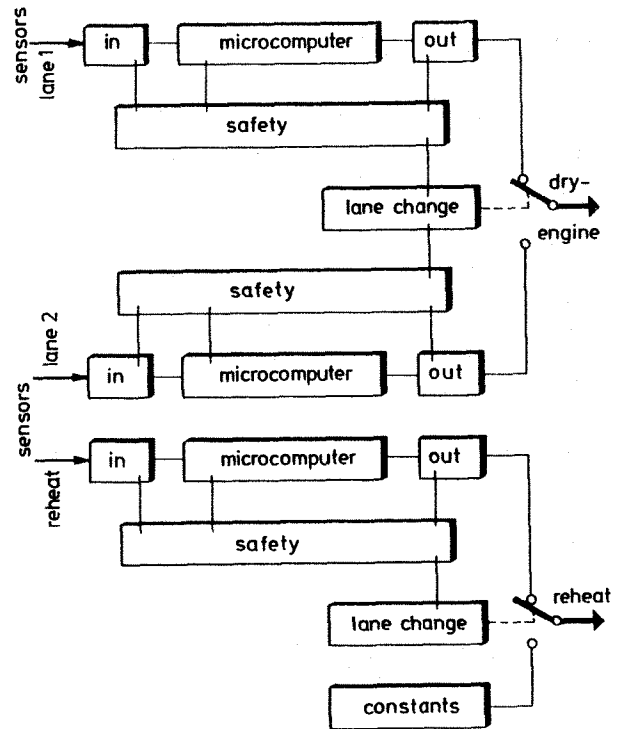 sensors
lane 1
in
microcomputer
out
safety
dry-
lane change
engine
safety
lane 2
in
microcomputer
out
sensors
in
microcomputer
out
reheat
safety
reheat
lane change
constants